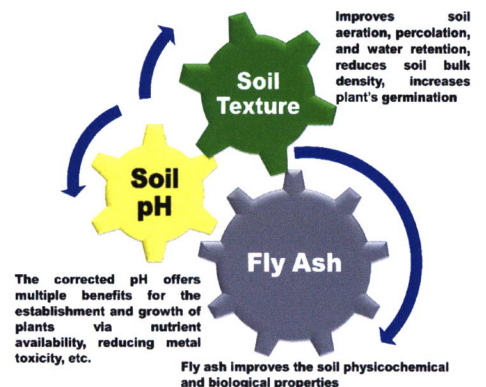 Improves soil
aeration, percolation,
and water retention,
reduces soil bulk
density, increases
plant's germination
Soil
Texture
Soil
pH
Fly Ash
The corrected pH offers
multiple benefits for the
establishment and growth of
plants via nutrient
availability, reducing metal
toxicity, etc.
Fly ash improves the soil physicochemical
and biological properties